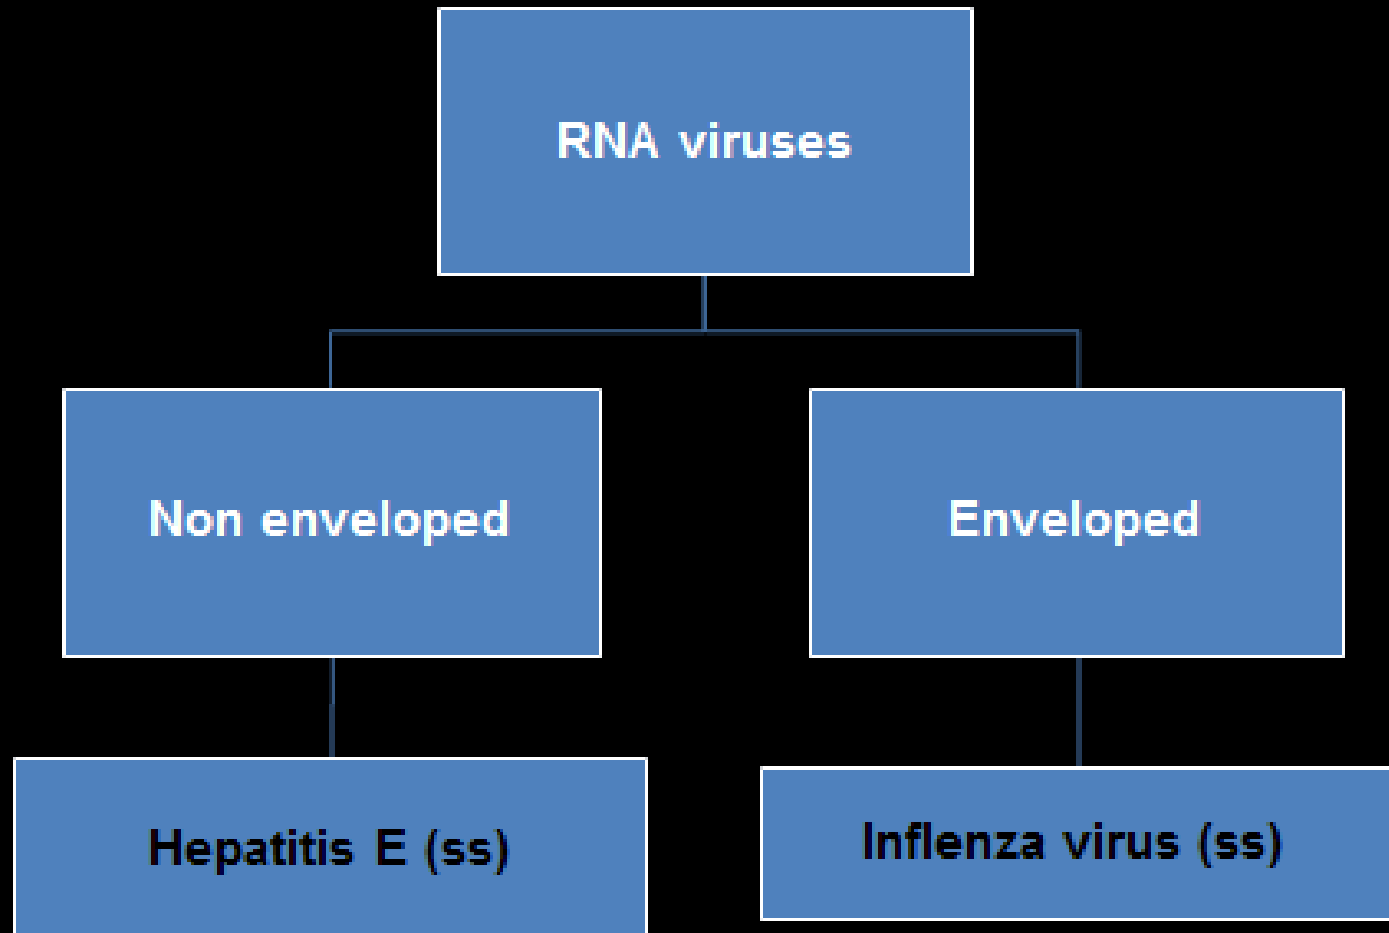 RNA viruses
Non enveloped
Enveloped
Hepatitis E (ss)
Inflenza virus (ss)